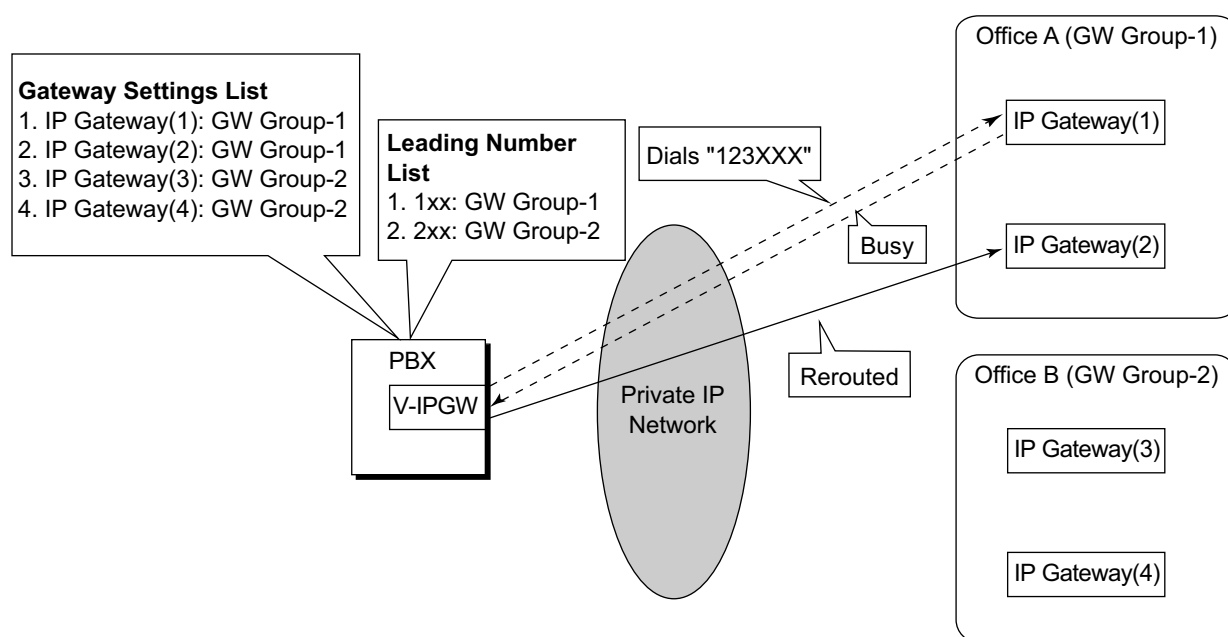 Gateway Settings List
1. IP Gateway(1): GW Group-1
2. IP Gateway(2): GW Group-1
3. IP Gateway(3): GW Group-2
4. IP Gateway(4): GW Group-2
Leading Number
List
1. 1xx: GW Group-1
2. 2xx: GW Group-2
PBX
V-IPGW
Private IP
Network
Dials "123XXX"
Busy
Rerouted
Office A (GW Group-1)
IP Gateway(1)
IP Gateway(2)
Office B (GW Group-2)
IP Gateway(3)
IP Gateway(4)